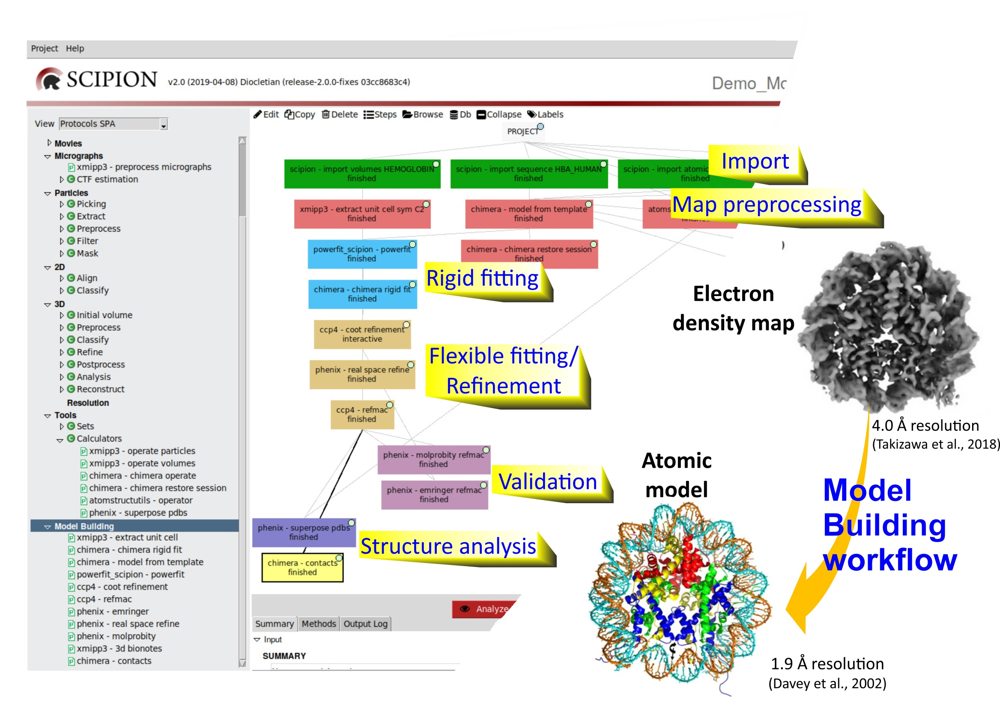 Project Help
SCIPION v2.0 (2019-04-08) Diocletian (release-2.0.0-fixes 03cc8683c4)
Demo_Mo
View Protocols SPA
Movies
Micrographs
xmipp3 - preprocess micrographs
CTF estimation
Particles
Picking
Extract
Preprocess
Filter
Mask
2D
Align
Classify
3D
Initial volume
Preprocess
Classify
Refine
Postprocess
Analysis
Reconstruct
Resolution
Tools
Sets
Calculators
xmipp3 - operate particles
xmipp3 - operate volumes
chimera - chimera operate
chimera - chimera restore session
atomstructutils - operator
phenix - superpose pdbs
Model Building
xmipp3 - extract unit cell
chimera - chimera rigid fit
chimera - model from template
powerfit_scipion - powerfit
ccp4 - coot refinement
ccp4 - refmac
phenix - emringer
phenix - real space refine
phenix - molprobity
xmipp3 - 3d bionotes
chimera - contacts
Edit Copy Delete Steps Browse Db Collapse Labels
PROJECT
scipion - import volumes HEMOGLOBIN
finished
scipion - import sequence HBA_HUMAN
finished
scipion - import atomic
finished
Import
xmipp3 - extract unit cell sym C2
finished
chimera - model from template
finished
atoms
finished
Map preprocessing
powerfit_scipion - powerfit
finished
chimera - chimera restore session
finished
)
chimera - chimera rigid fit
finished
Rigid fitting
ccp4 - coot refinement
interactive
phenix - real space refine
finished
ccp4 - refmac
finished
Flexible fitting/
Refinement
phenix - molprobity refmac
finished
phenix - emringer refmac
finished
Validation
phenix - superpose pdbs
finished
chimera - contacts
finished
Structure analysis
Analyze
Summary Methods Output Log
Input
SUMMARY
Electron
density map
4.0 Å resolution
(Takizawa et al., 2018)
Atomic
model
Model
Building
workflow
1.9 Å resolution
(Davey et al., 2002)